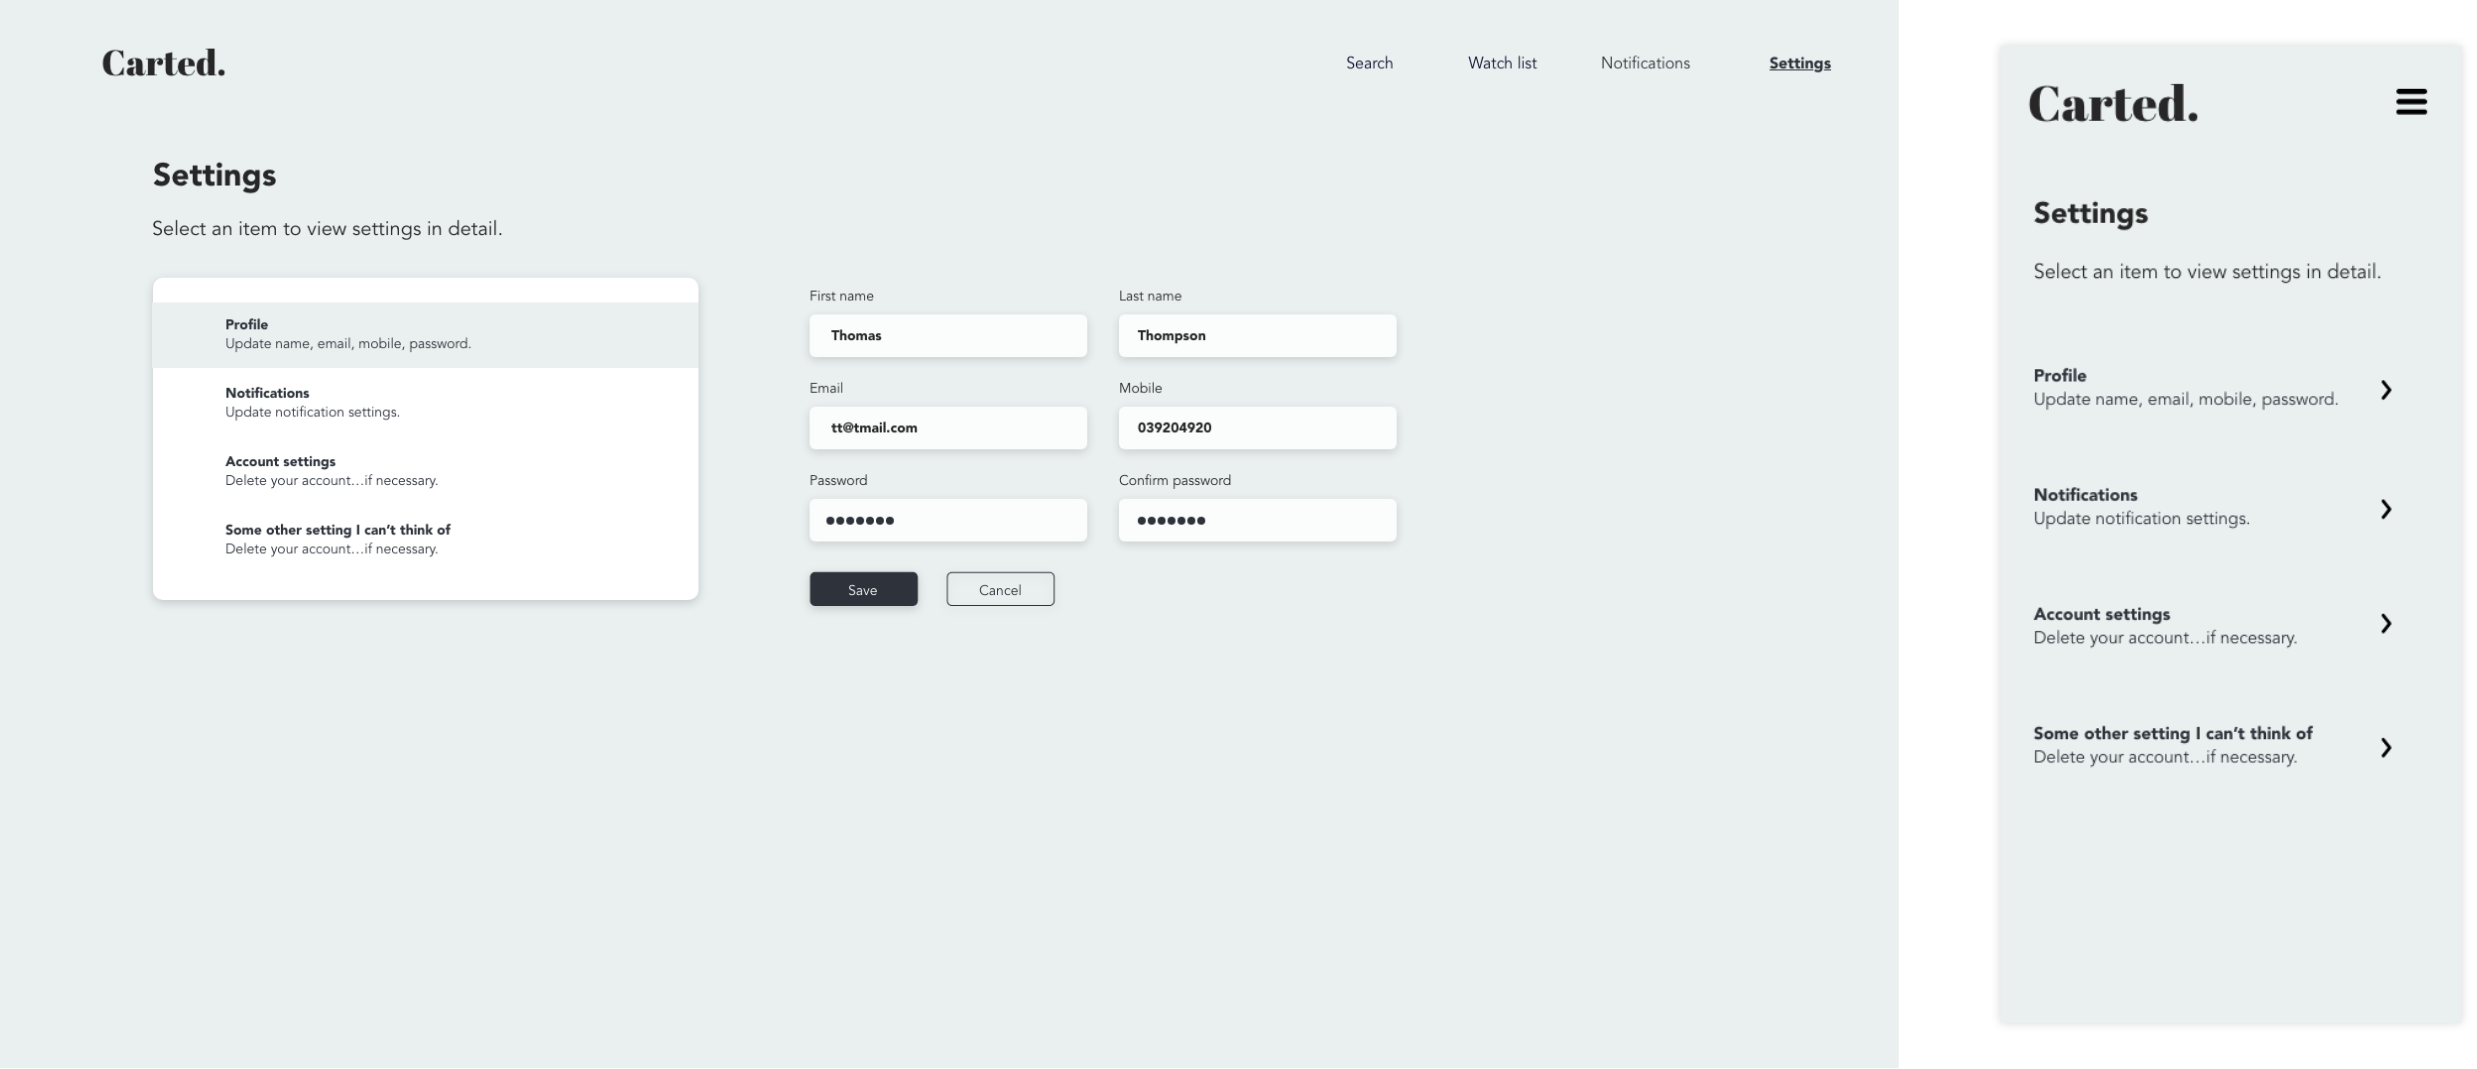 Carted.
Search
Watch list
Notifications
Settings
Settings
Select an item to view settings in detail.
Profile
Update name, email, mobile, password.
Notifications
Update notification settings.
Account settings
Delete your account...if necessary.
Some other setting I can’t think of
Delete your account...if necessary.
First name
Last name
Thomas
Thompson
Email
Mobile
tt@tmail.com
039204920
Password
Confirm password
Save
Cancel
Carted.
Settings
Select an item to view settings in detail.
Profile
Update name, email, mobile, password.
Notifications
Update notification settings.
Account settings
Delete your account...if necessary.
Some other setting I can’t think of
Delete your account...if necessary.